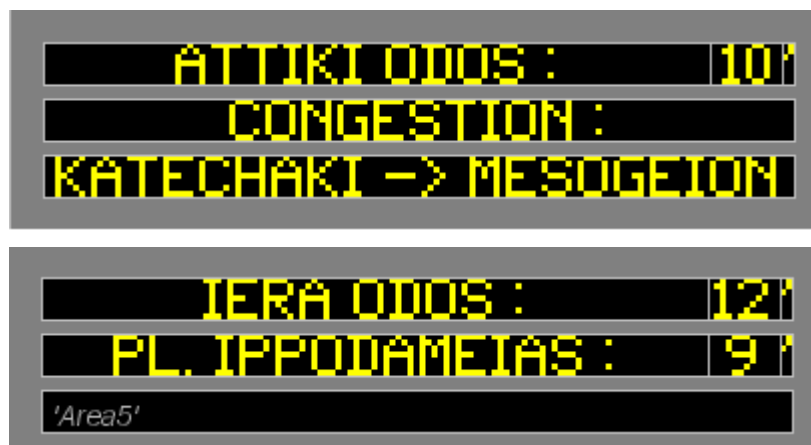 ATTIKI ODOS : 10'
CONGESTION :
KATECHAKI -> MESOGEION
IERA ODOS : 12'
PL. IPPODAMEIAS : 9'
'Area5'